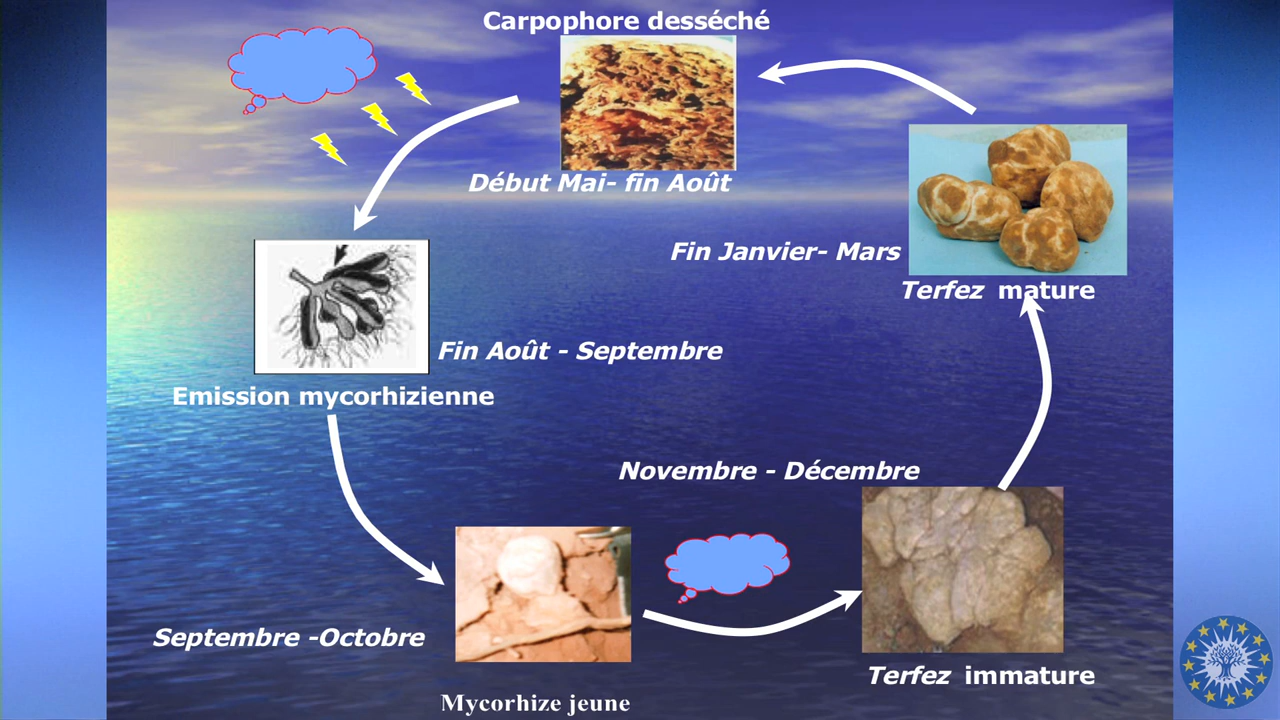 Carpophore desséché
Début Mai- fin Août
Fin Janvier- Mars
Terfez mature
Fin Août - Septembre
Emission mycorhizienne
Novembre - Décembre
Septembre -Octobre
Terfez immature
Mycorhize jeune